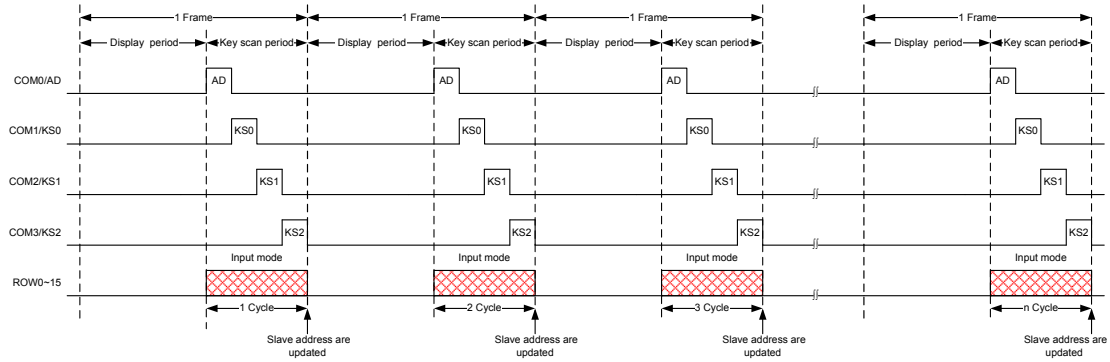 1 Frame 1 Frame 1 Frame 1 Frame
Display period Key scan period Display period Key scan period Display period Key scan period Display period Key scan period
COM0/AD AD AD AD AD
COM1/KS0 KS0 KS0 KS0 KS0
COM2/KS1 KS1 KS1 KS1 KS1
COM3/KS2 KS2 KS2 KS2 KS2
Input mode Input mode Input mode Input mode
ROW0~15
1 Cycle 2 Cycle 3 Cycle n Cycle
Slave address are Slave address are Slave address are Slave address are
updated updated updated updated